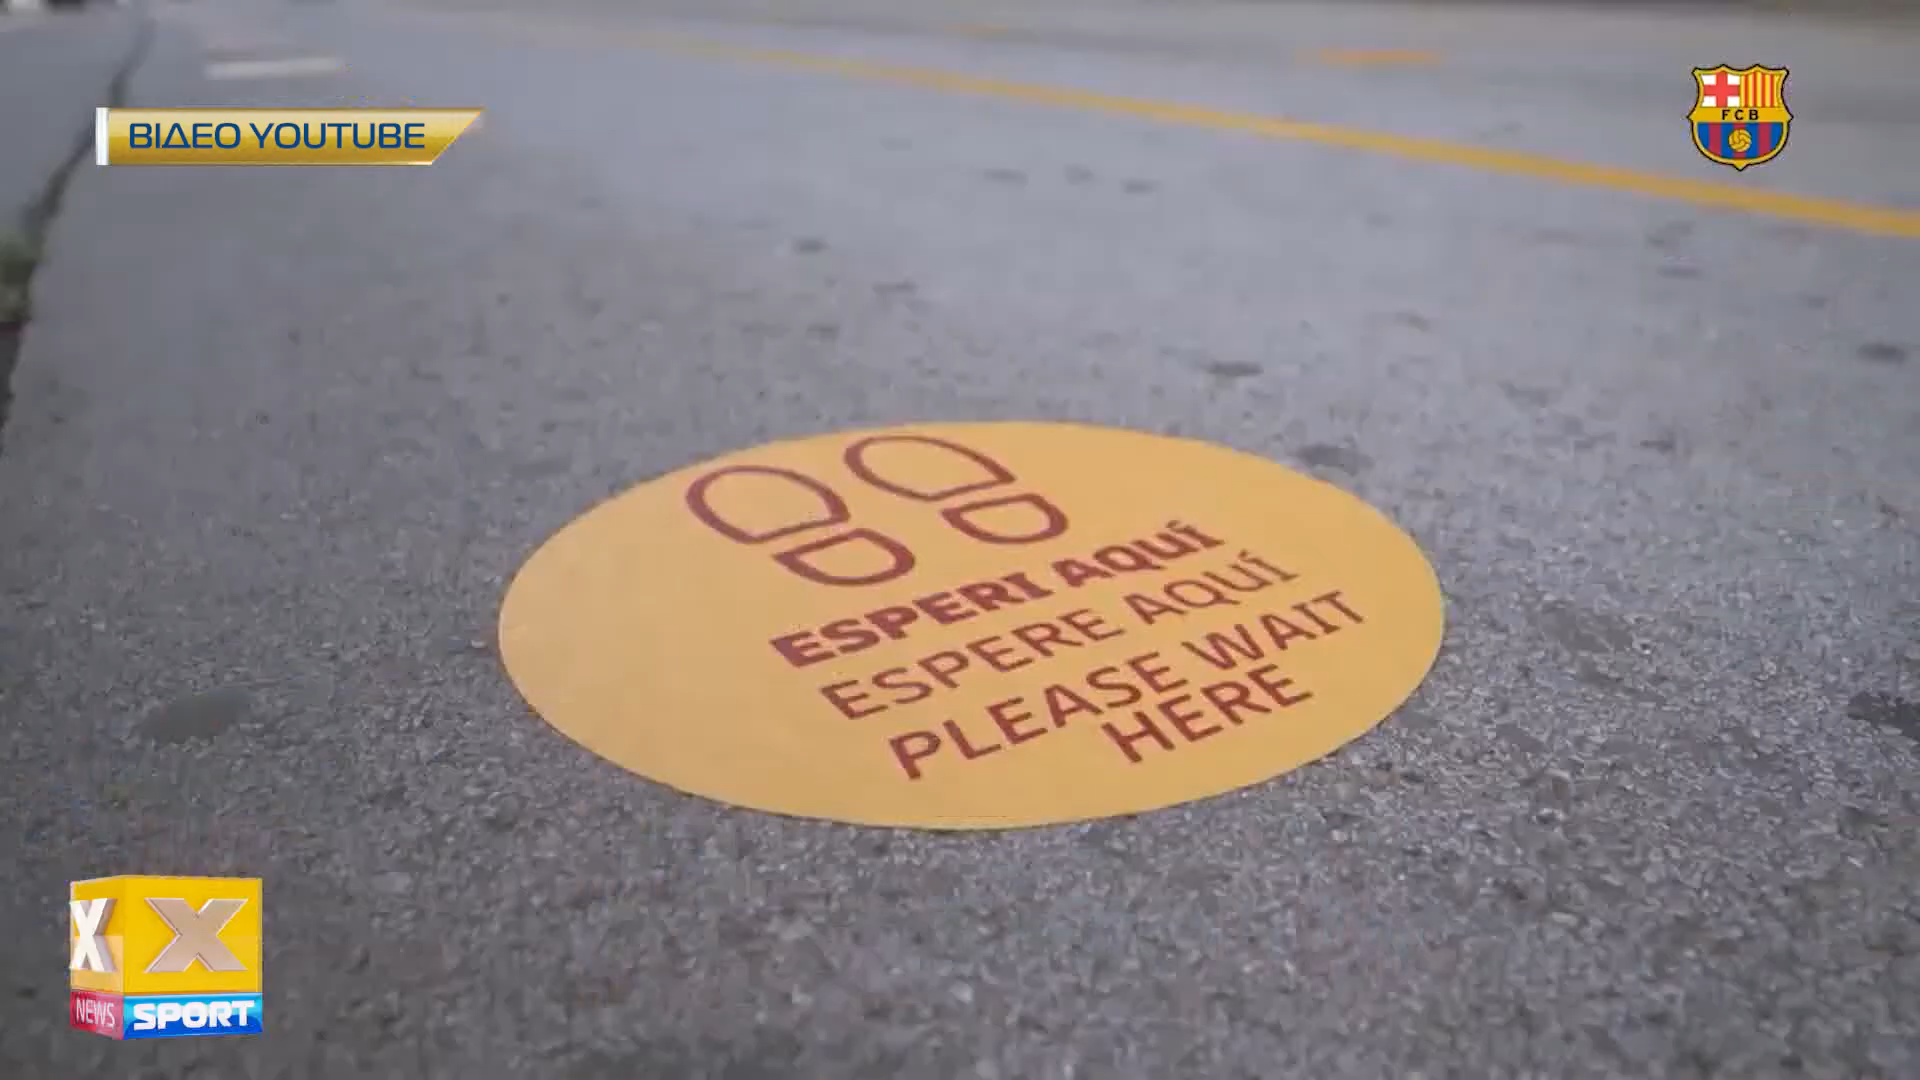 ΒΙΔΕΟ YOUTUBE
FCB
ESPERI AQUÍ
ESPERE AQUÍ
PLEASE WAIT
HERE
X X
NEWS SPORT